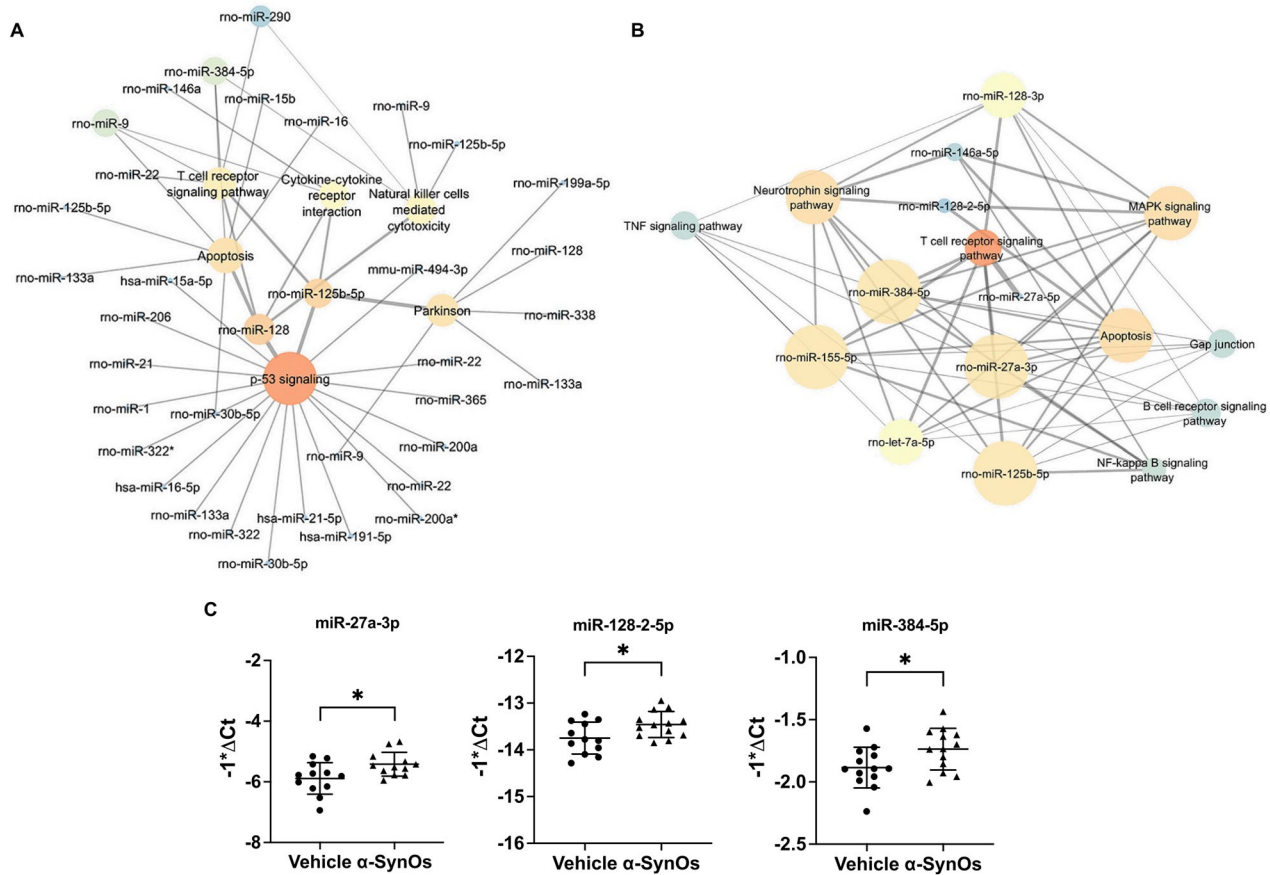 A
rno-miR-290
rno-miR-384-5p
rno-miR-146a
rno-miR-15b
rno-miR-9
rno-miR-16
rno-miR-9
rno-miR-125b-5p
rno-miR-22
T cell receptor
signaling pathway
Cytokine-cytokine
receptor
interaction
Natural killer cells
mediated
cytotoxicity
rno-miR-199a-5p
rno-miR-125b-5p
Apoptosis
rno-miR-128
rno-miR-133a
hsa-miR-15a-5p
mmu-miR-494-3p
rno-miR-125b-5p
Parkinson
rno-miR-338
rno-miR-206
rno-miR-128
rno-miR-21
rno-miR-22
p-53 signaling
rno-miR-133a
rno-miR-365
rno-miR-1
rno-miR-30b-5p
rno-miR-322*
rno-miR-9
rno-miR-200a
hsa-miR-16-5p
rno-miR-22
rno-miR-133a
hsa-miR-21-5p
rno-miR-200a*
rno-miR-322
hsa-miR-191-5p
rno-miR-30b-5p
B
rno-miR-128-3p
rno-miR-146a-5p
Neurotrophin signaling
pathway
rno-miR-128-2-5p
MAPK signaling
pathway
TNF signaling pathway
T cell receptor signaling
pathway
rno-miR-384-5p
rno-miR-27a-5p
Apoptosis
Gap junction
rno-miR-155-5p
rno-miR-27a-3p
B cell receptor signaling
pathway
rno-let-7a-5p
NF-kappa B signaling
pathway
rno-miR-125b-5p
C
miR-27a-3p
-1*ΔCt
-2
-4
-6
-8
*
Vehicle α-SynOs
miR-128-2-5p
-1*ΔCt
-12
-13
-14
-15
-16
*
Vehicle α-SynOs
miR-384-5p
-1*ΔCt
-1.0
-1.5
-2.0
-2.5
*
Vehicle α-SynOs